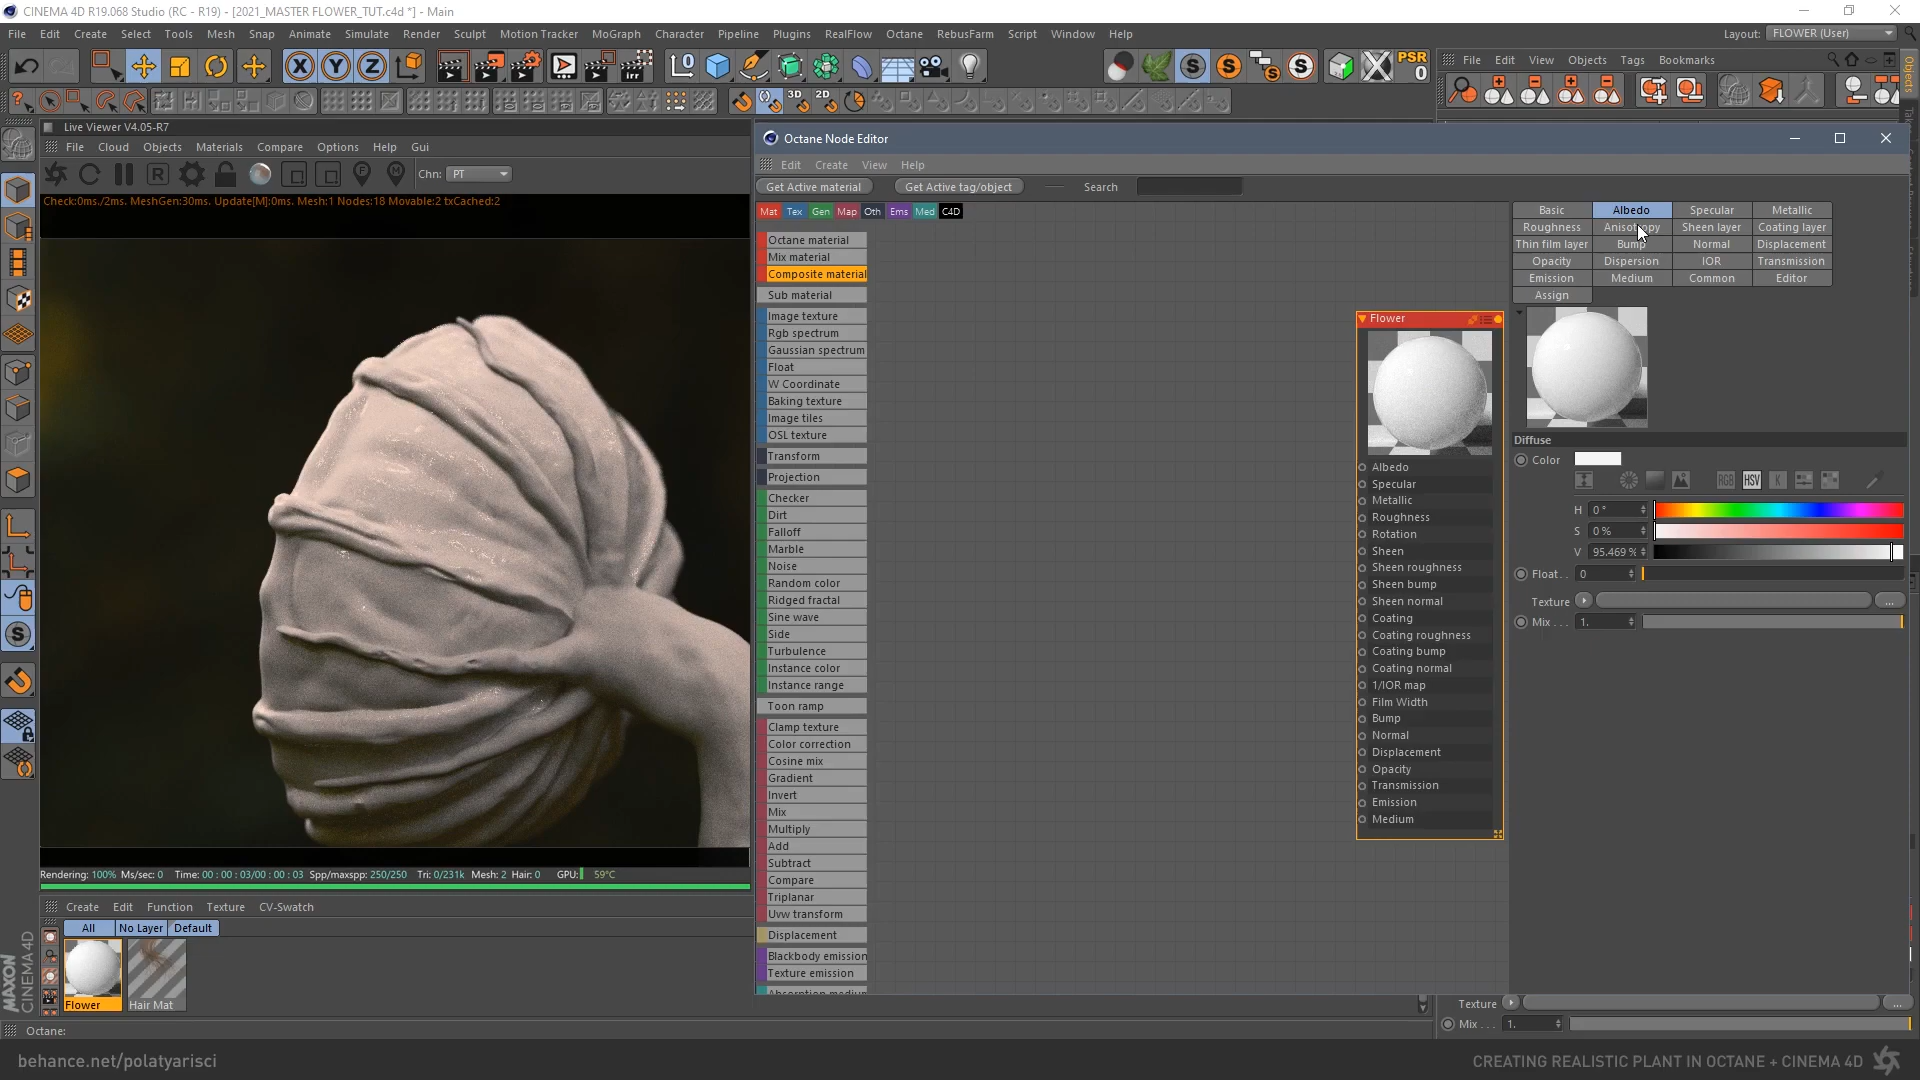 CINEMA 4D R19.068 Studio (RC - R19) - [2021_MASTER FLOWER_TUT.c4d *] - Main
File Edit Create Select Tools Mesh Snap Animate Simulate Render Sculpt Motion Tracker MoGraph Character Pipeline Plugins RealFlow Octane RebusFarm Script Window Help
Layout: FLOWER (User)
File Edit View Objects Tags Bookmarks
PSR
0
3D 2D
Objects
Live Viewer V4.05-R7
File Cloud Objects Materials Compare Options Help Gui
Chn: PT
Check:0ms./2ms. MeshGen:30ms. Update[M]:0ms. Mesh:1 Nodes:18 Movable:2 txCached:2
Octane Node Editor
Edit Create View Help
Get Active material Get Active tag/object Search
Mat Tex Gen Map Oth Ems Med C4D
Octane material
Mix material
Composite material
Sub material
Image texture
Rgb spectrum
Gaussian spectrum
Float
W Coordinate
Baking texture
Image tiles
OSL texture
Transform
Projection
Checker
Dirt
Falloff
Marble
Noise
Random color
Ridged fractal
Sine wave
Side
Turbulence
Instance color
Instance range
Toon ramp
Clamp texture
Color correction
Cosine mix
Gradient
Invert
Mix
Multiply
Add
Subtract
Compare
Triplanar
Uvw transform
Displacement
Blackbody emission
Texture emission
Flower
Albedo
Specular
Metallic
Roughness
Rotation
Sheen
Sheen roughness
Sheen bump
Sheen normal
Coating
Coating roughness
Coating bump
Coating normal
1/IOR map
Film Width
Bump
Normal
Displacement
Opacity
Transmission
Emission
Medium
Basic Albedo Specular Metallic
Roughness Anisotropy Sheen layer Coating layer
Thin film layer Bump Normal Displacement
Opacity Dispersion IOR Transmission
Emission Medium Common Editor
Assign
Diffuse
Color
RGB HSV K
H 0 °
S 0 %
V 95.469 %
Float . . 0
Texture ...
Mix . . . 1.
Rendering: 100% Ms/sec: 0 Time: 00 : 00 : 03/00 : 00 : 03 Spp/maxspp: 250/250 Tri: 0/231k Mesh: 2 Hair: 0 GPU: 59°C
Create Edit Function Texture CV-Swatch
All No Layer Default
Flower Hair Mat
MAXON
CINEMA 4D
Texture ...
Mix . . . 1.
Octane:
behance.net/polatyarisci
CREATING REALISTIC PLANT IN OCTANE + CINEMA 4D